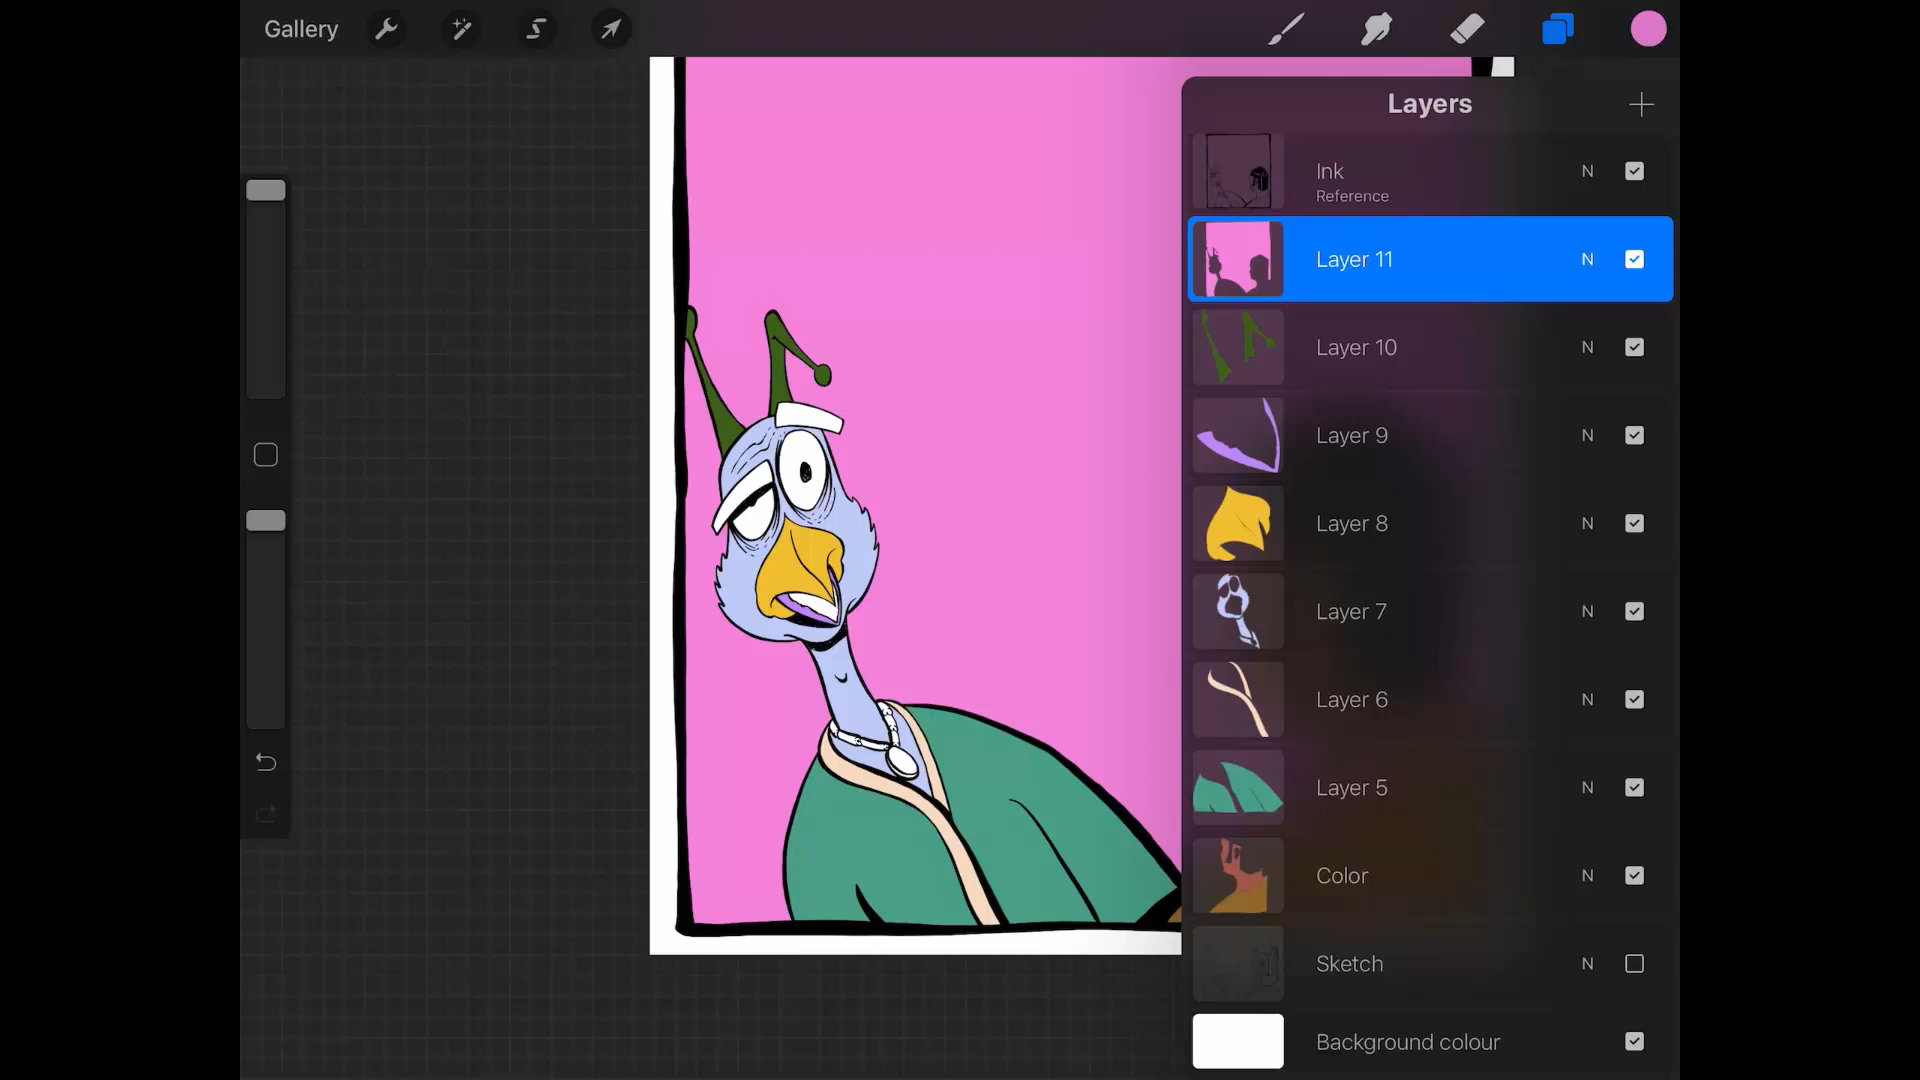 Gallery
Layers
Ink
N
Reference
Layer 11
N
Layer 10
N
Layer 9
N
Layer 8
N
Layer 7
N
Layer 6
N
Layer 5
N
Color
N
Sketch
N
Background colour